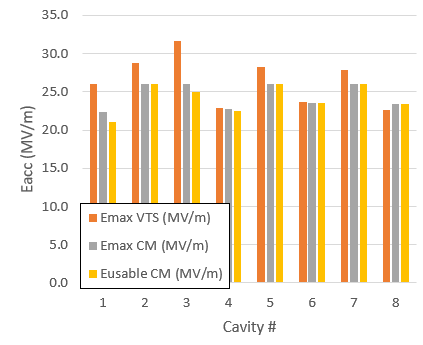 35.0
30.0
25.0
20.0
15.0
10.0
5.0
0.0
Eacc (MV/m)
Emax VTS (MV/m)
Emax CM (MV/m)
Eusable CM (MV/m)
1 2 3 4 5 6 7 8
Cavity #